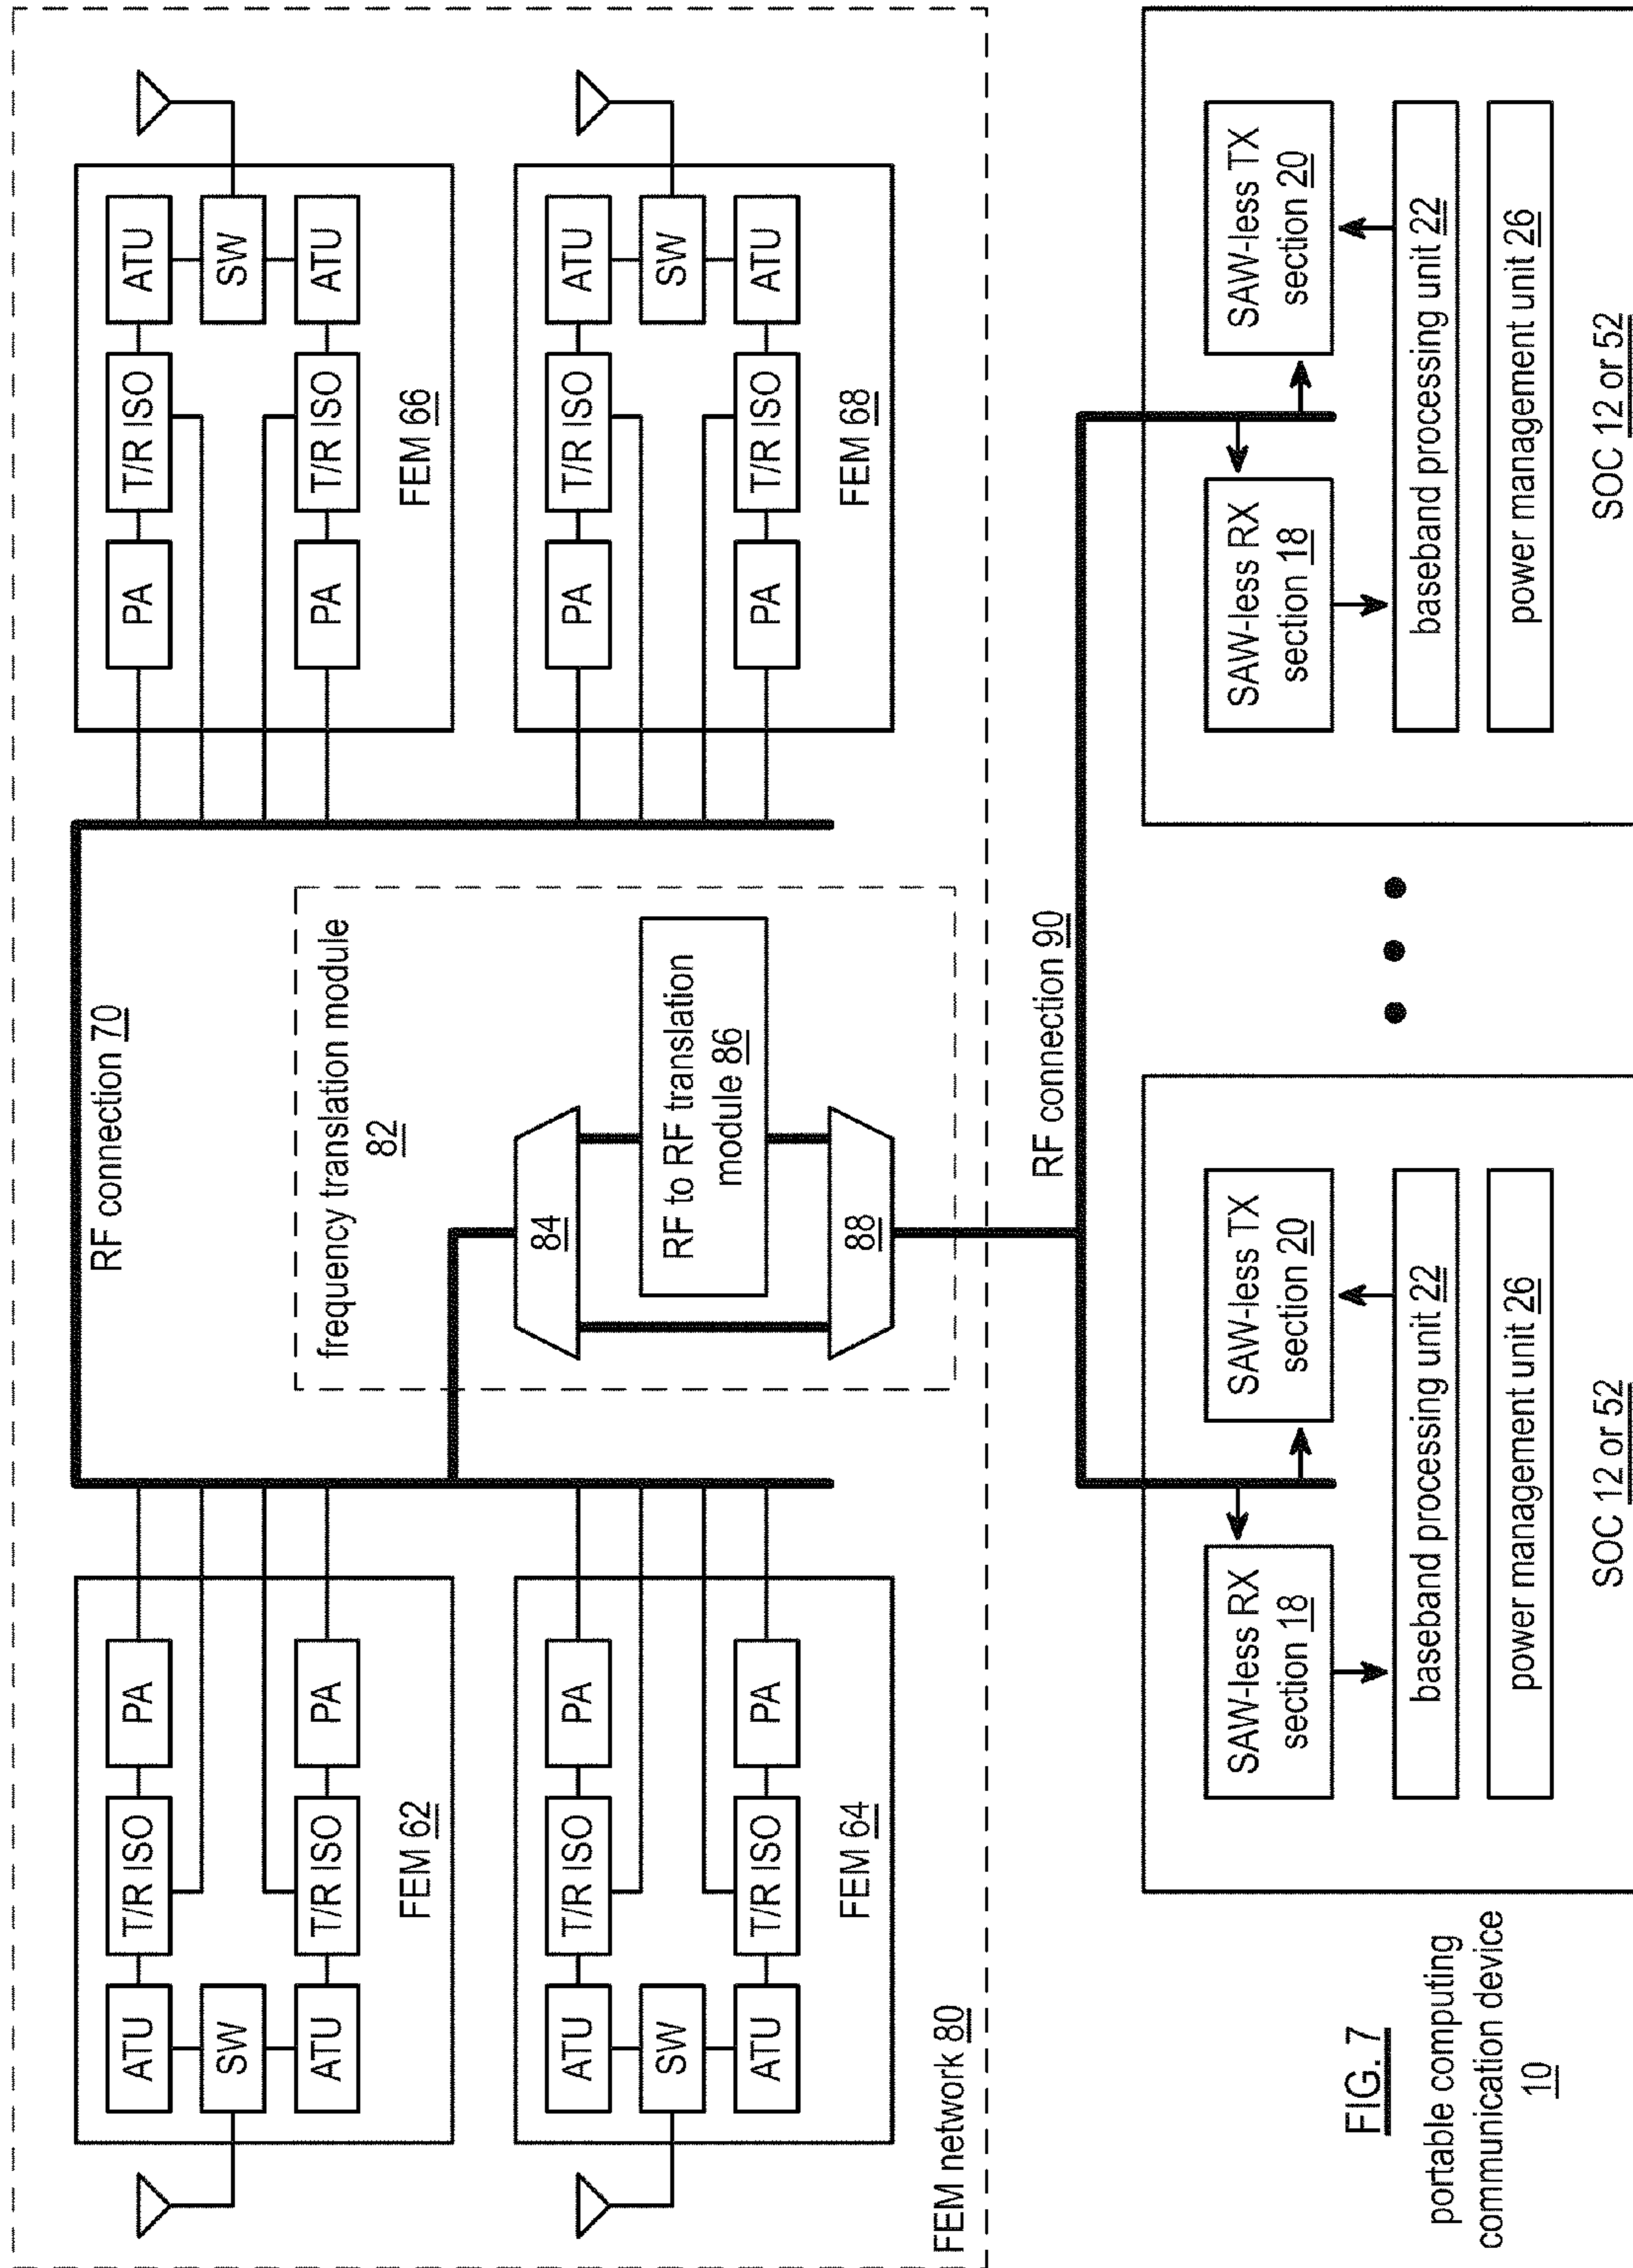 RF connection 70
ATU
T/R ISO
PA
SW
ATU
T/R ISO
PA
FEM 62
PA
T/R ISO
ATU
SW
PA
T/R ISO
ATU
FEM 66
ATU
T/R ISO
PA
SW
ATU
T/R ISO
PA
FEM 64
PA
T/R ISO
ATU
SW
PA
T/R ISO
ATU
FEM 68
frequency translation module
82
84
RF to RF translation
module 86
88
FEM network 80
RF connection 90
SAW-less RX
section 18
SAW-less TX
section 20
baseband processing unit 22
power management unit 26
SOC 12 or 52
SAW-less RX
section 18
SAW-less TX
section 20
baseband processing unit 22
power management unit 26
SOC 12 or 52
FIG. 7
portable computing
communication device
10